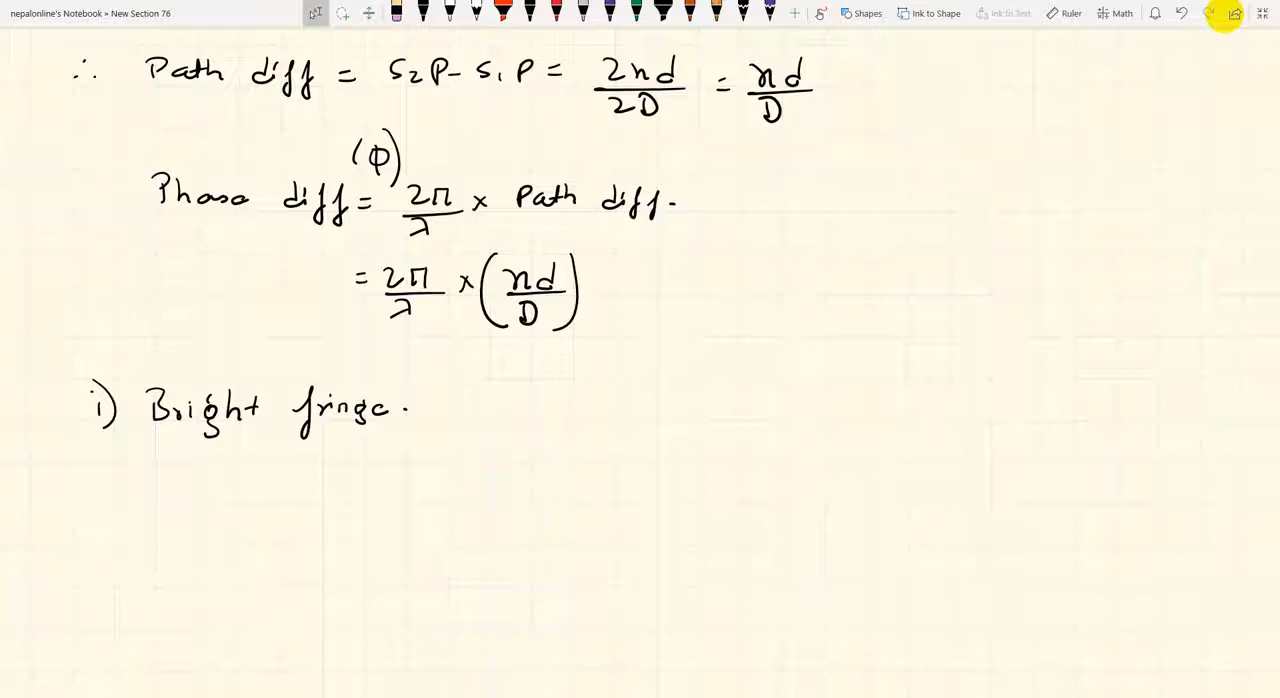 nepalonline's Notebook » New Section 76
Shapes Ink to Shape Ink to Text Ruler Math
∴ Path diff = S₂P - S₁P = 2xd/2D = xd/D
(Φ)
Phase diff = 2π/λ × Path diff.
= 2π/λ × (xd/D)
i) Bright fringe.